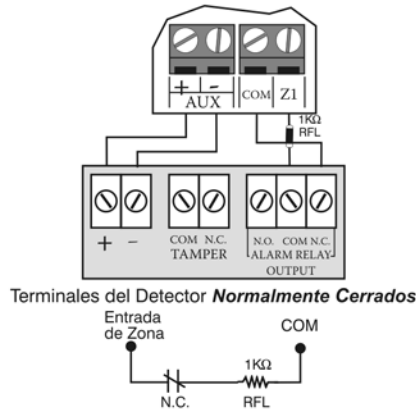 + - COM Z1
AUX
1KΩ
RFL
+ - COM N.C. N.O. COM N.C.
TAMPER ALARM RELAY
OUTPUT
Terminales del Detector Normalmente Cerrados
Entrada
de Zona
COM
1KΩ
N.C. RFL